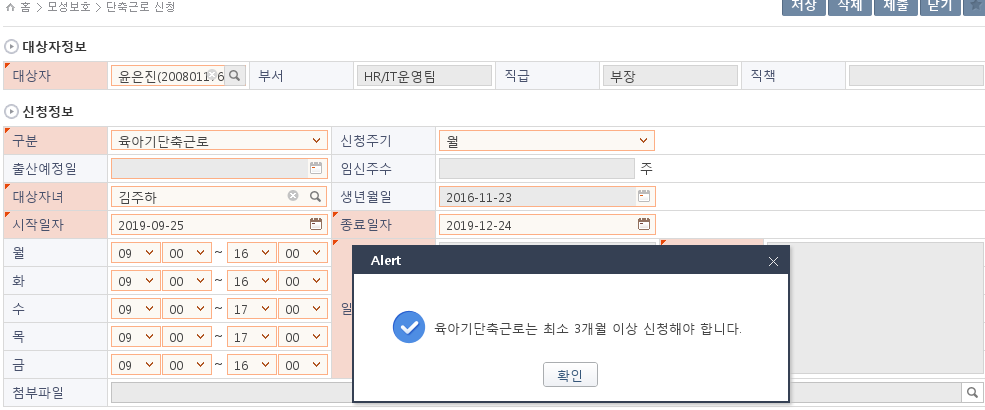 홈 > 모성보호 > 단축근로 신청
저장 삭제 제출 닫기
대상자정보
대상자 부서 HR/IT운영팀 직급 부장 직책
신청정보
구분 육아기단축근로 신청주기 월
출산예정일 임신주수 주
대상자녀 김주하 생년월일 2016-11-23
시작일자 2019-09-25 종료일자 2019-12-24
월 09 00 ~ 16 00
화 09 00 ~ 16 00
수 09 00 ~ 17 00
목 09 00 ~ 17 00
금 09 00 ~ 16 00
첨부파일
Alert
육아기단축근로는 최소 3개월 이상 신청해야 합니다.
확인